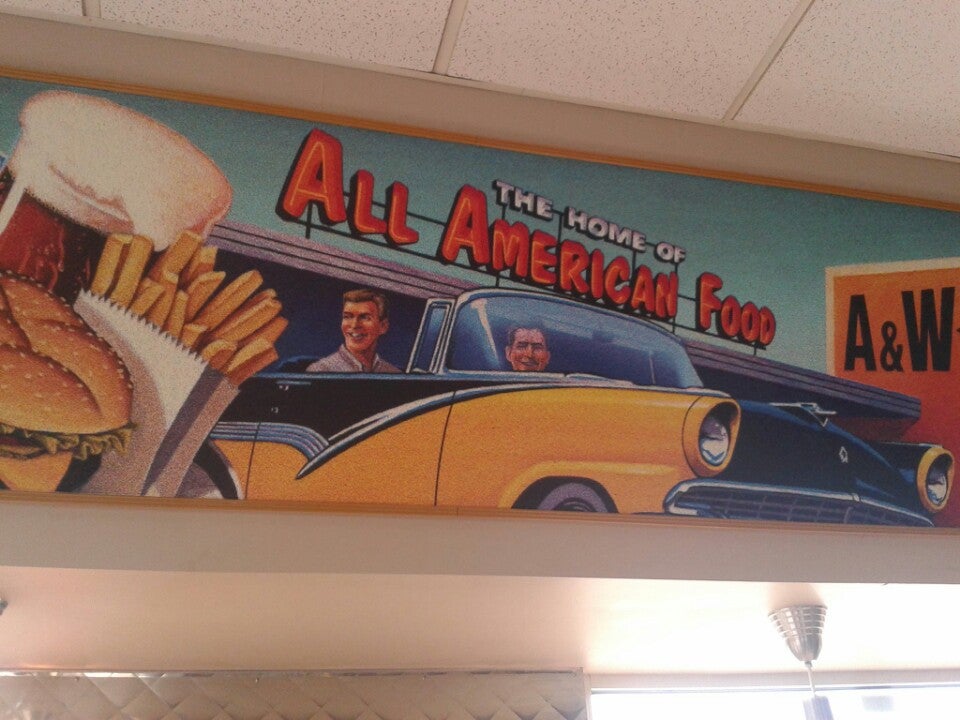 THE HOME OF
ALL AMERICAN FOOD
A&W